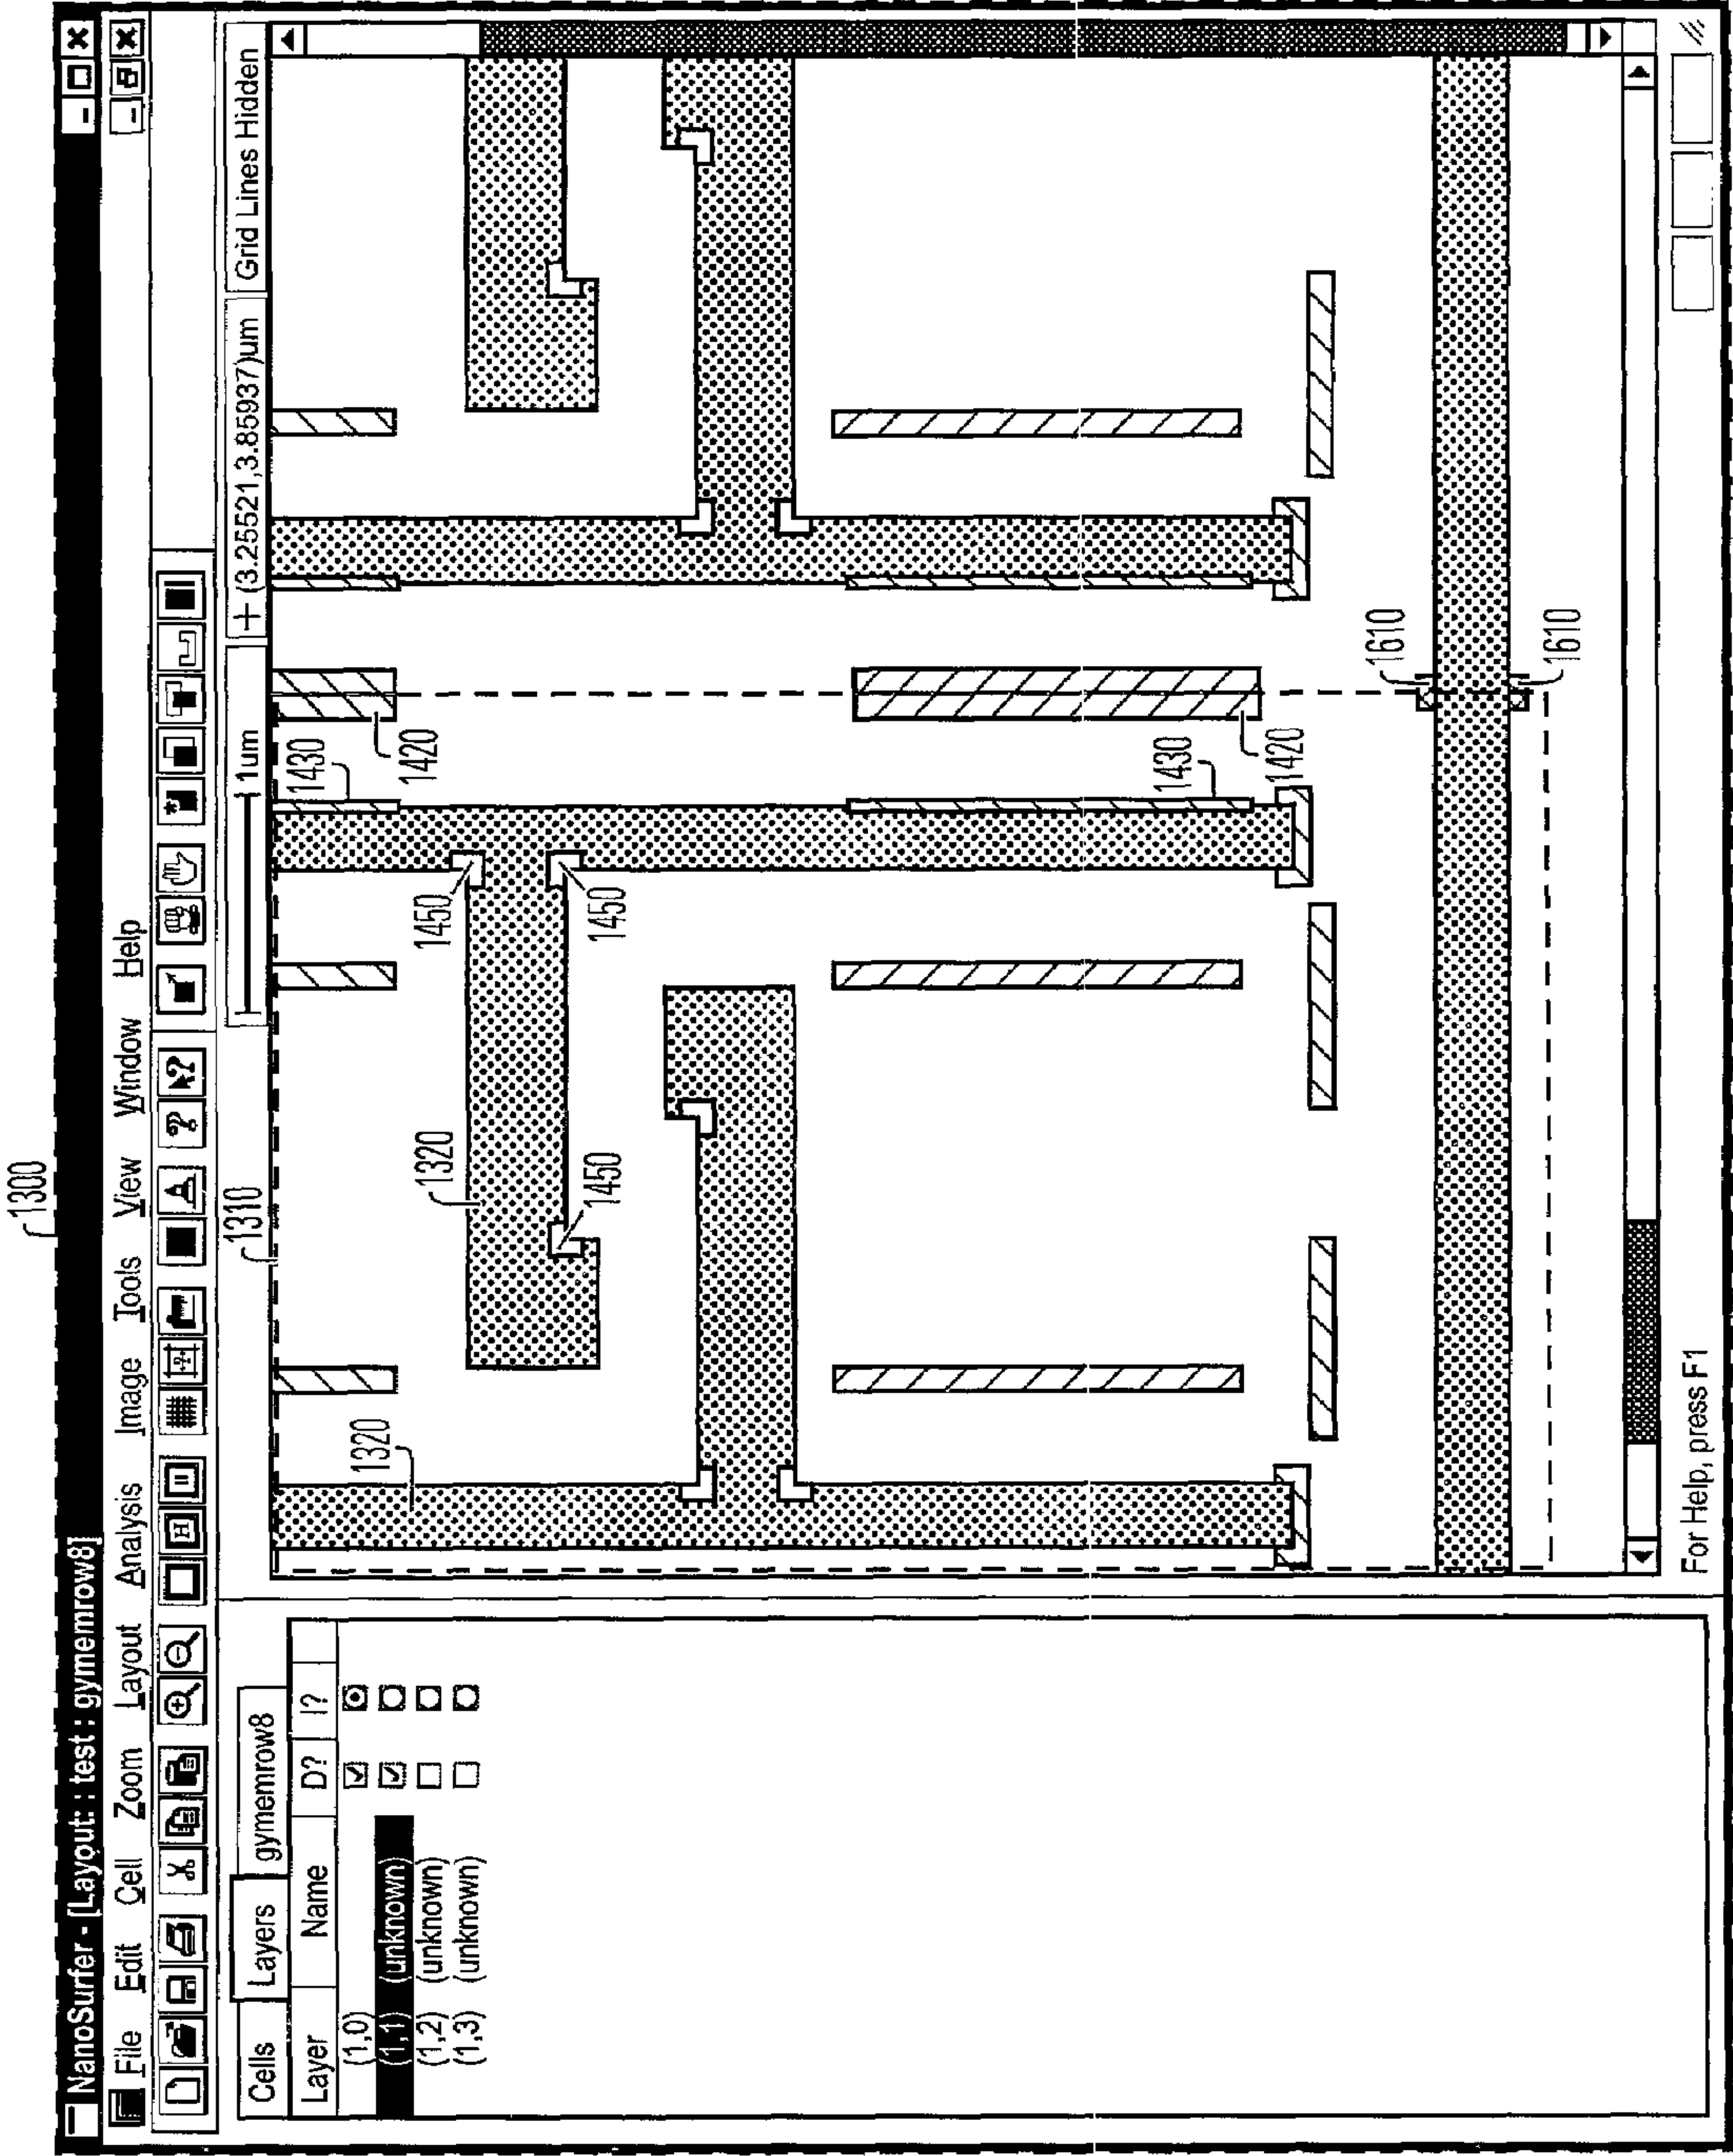 1300
NanoSurfer - [Layout: : test : gymemrow8]
File Edit Cell Zoom Layout Analysis Image Tools View Window Help
Cells Layers gymemrow8
Layer Name D? I?
(1,0)
(1,1) (unknown)
(1,2) (unknown)
(1,3) (unknown)
1310
1um
(3.25521,3.85937)um
Grid Lines Hidden
1320
1320
1450
1450
1450
1430
1420
1430
1420
1610
1610
For Help, press F1